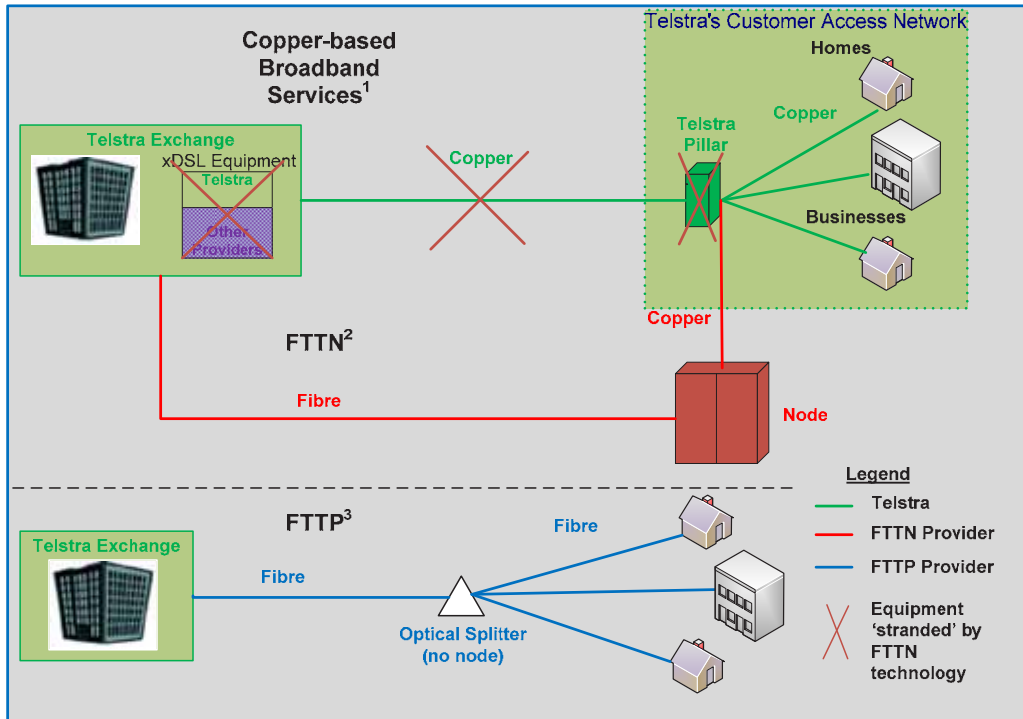 Telstra's Customer Access Network
Copper-based
Broadband
Services1
Homes
Telstra Exchange
xDSL Equipment
Telstra
Other
Providers
Copper
Telstra
Pillar
Copper
Businesses
Copper
FTTN2
Fibre
Node
Legend
Telstra
FTTN Provider
FTTP Provider
Equipment
‘stranded’ by
FTTN
technology
FTTP3
Telstra Exchange
Fibre
Fibre
Optical Splitter
(no node)